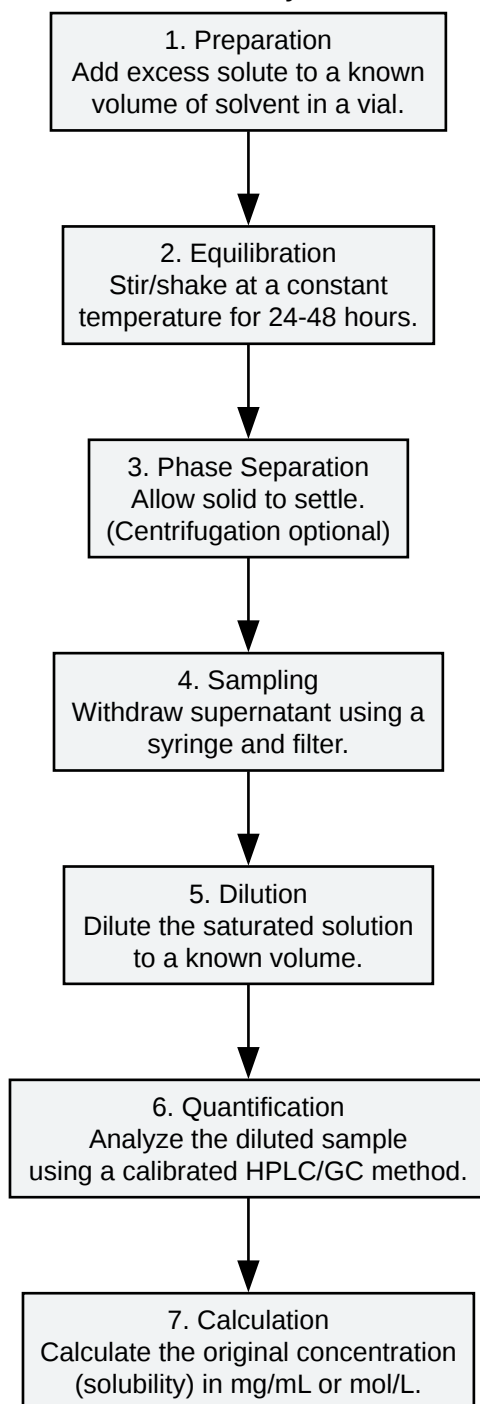 1. Preparation
Add excess solute to a known
volume of solvent in a vial.
2. Equilibration
Stir/shake at a constant
temperature for 24-48 hours.
3. Phase Separation
Allow solid to settle.
(Centrifugation optional)
4. Sampling
Withdraw supernatant using a
syringe and filter.
5. Dilution
Dilute the saturated solution
to a known volume.
6. Quantification
Analyze the diluted sample
using a calibrated HPLC/GC method.
7. Calculation
Calculate the original concentration
(solubility) in mg/mL or mol/L.